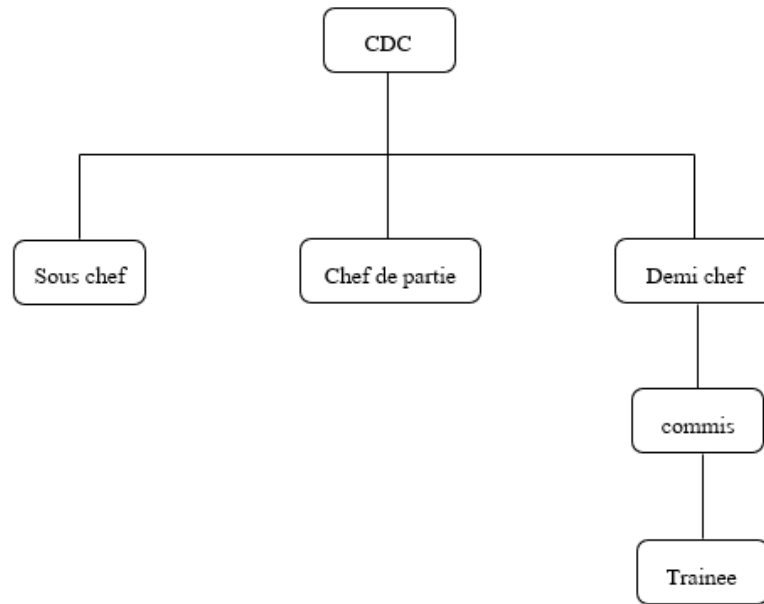 CDC
Sous chef
Chef de partie
Demi chef
commis
Trainee